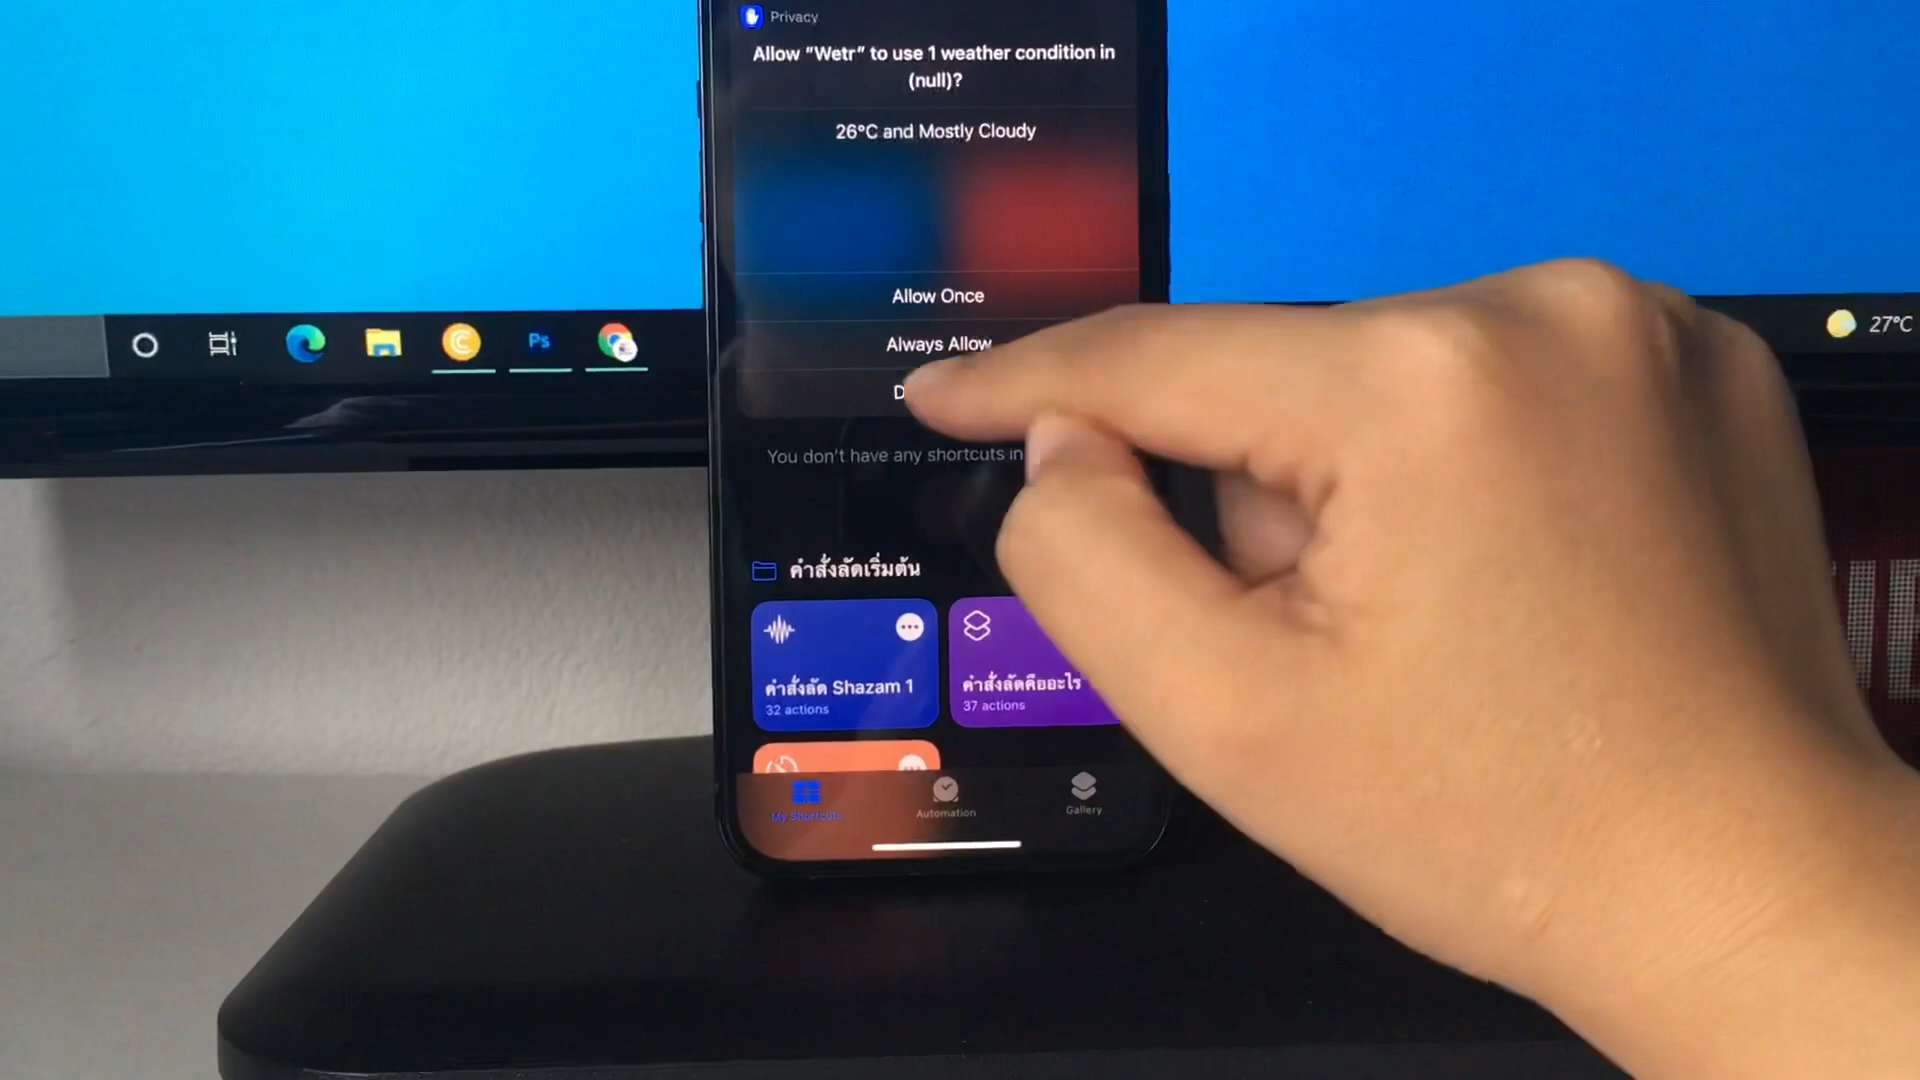 Privacy
Allow “Wetr” to use 1 weather condition in
(null)?
26°C and Mostly Cloudy
Allow Once
Always Allow
You don’t have any shortcuts in
คำสั่งลัดเริ่มต้น
คำสั่งลัด Shazam 1
32 actions
คำสั่งลัดคืออะไร
37 actions
My Shortcuts
Automation
Gallery
Ps
27°C